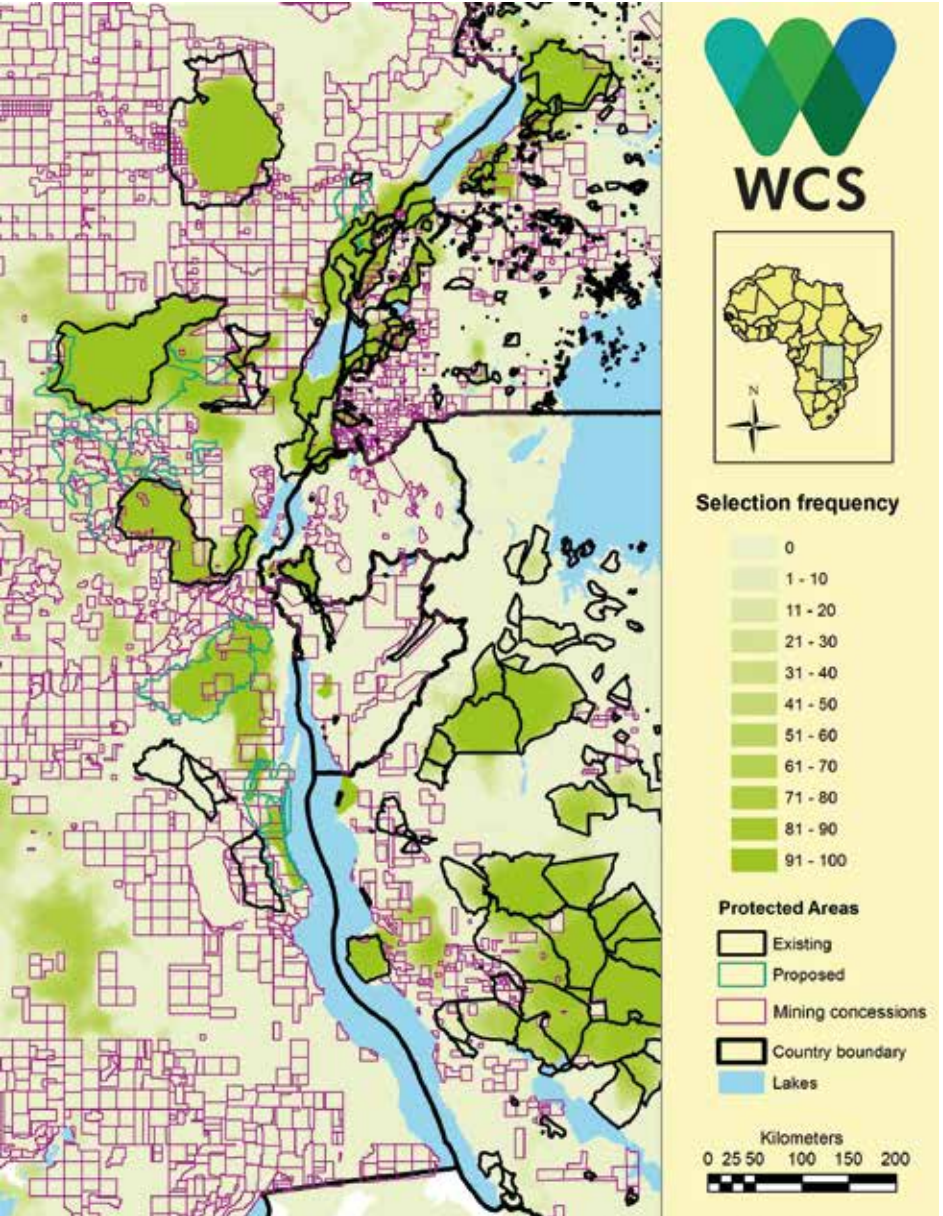 WCS
N
Selection frequency
0
1 - 10
11 - 20
21 - 30
31 - 40
41 - 50
51 - 60
61 - 70
71 - 80
81 - 90
91 - 100
Protected Areas
Existing
Proposed
Mining concessions
Country boundary
Lakes
Kilometers
0 25 50 100 150 200